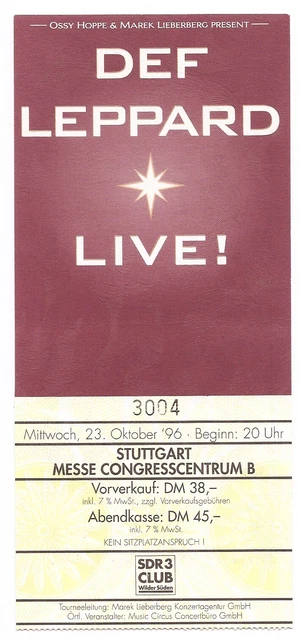 OSSY HOPPE & MAREK LIEBERBERG PRESENT
DEF
LEPPARD
LIVE!
3004
Mittwoch, 23. Oktober '96 · Beginn: 20 Uhr
STUTTGART
MESSE CONGRESSCENTRUM B
Vorverkauf: DM 38,–
inkl. 7 % MwSt., zzgl. Vorverkaufsgebühren
Abendkasse: DM 45,–
inkl. 7 % MwSt.
KEIN SITZPLATZANSPRUCH !
SDR3
CLUB
Wilder Süden
Tourneeleitung: Marek Lieberberg Konzertagentur GmbH
Örtl. Veranstalter: Music Circus Concertbüro GmbH